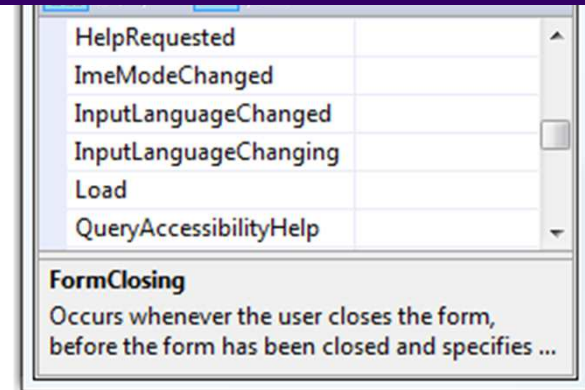 HelpRequested
ImeModeChanged
InputLanguageChanged
InputLanguageChanging
Load
QueryAccessibilityHelp
FormClosing
Occurs whenever the user closes the form,
before the form has been closed and specifies ...